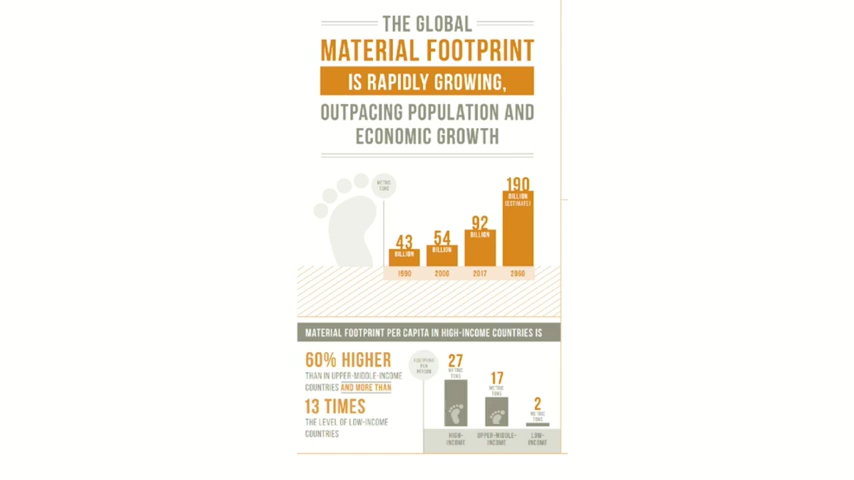 THE GLOBAL
MATERIAL FOOTPRINT
IS RAPIDLY GROWING,
OUTPACING POPULATION AND
ECONOMIC GROWTH
METRIC
TONS
43
BILLION
54
BILLION
92
BILLION
190
BILLION
(ESTIMATE)
1990
2000
2017
2060
MATERIAL FOOTPRINT PER CAPITA IN HIGH-INCOME COUNTRIES IS
60% HIGHER
THAN IN UPPER-MIDDLE-INCOME
COUNTRIES AND MORE THAN
13 TIMES
THE LEVEL OF LOW-INCOME
COUNTRIES
FOOTPRINT
PER
PERSON
27
METRIC
TONS
17
METRIC
TONS
2
METRIC
TONS
HIGH-
INCOME
UPPER-MIDDLE-
INCOME
LOW-
INCOME